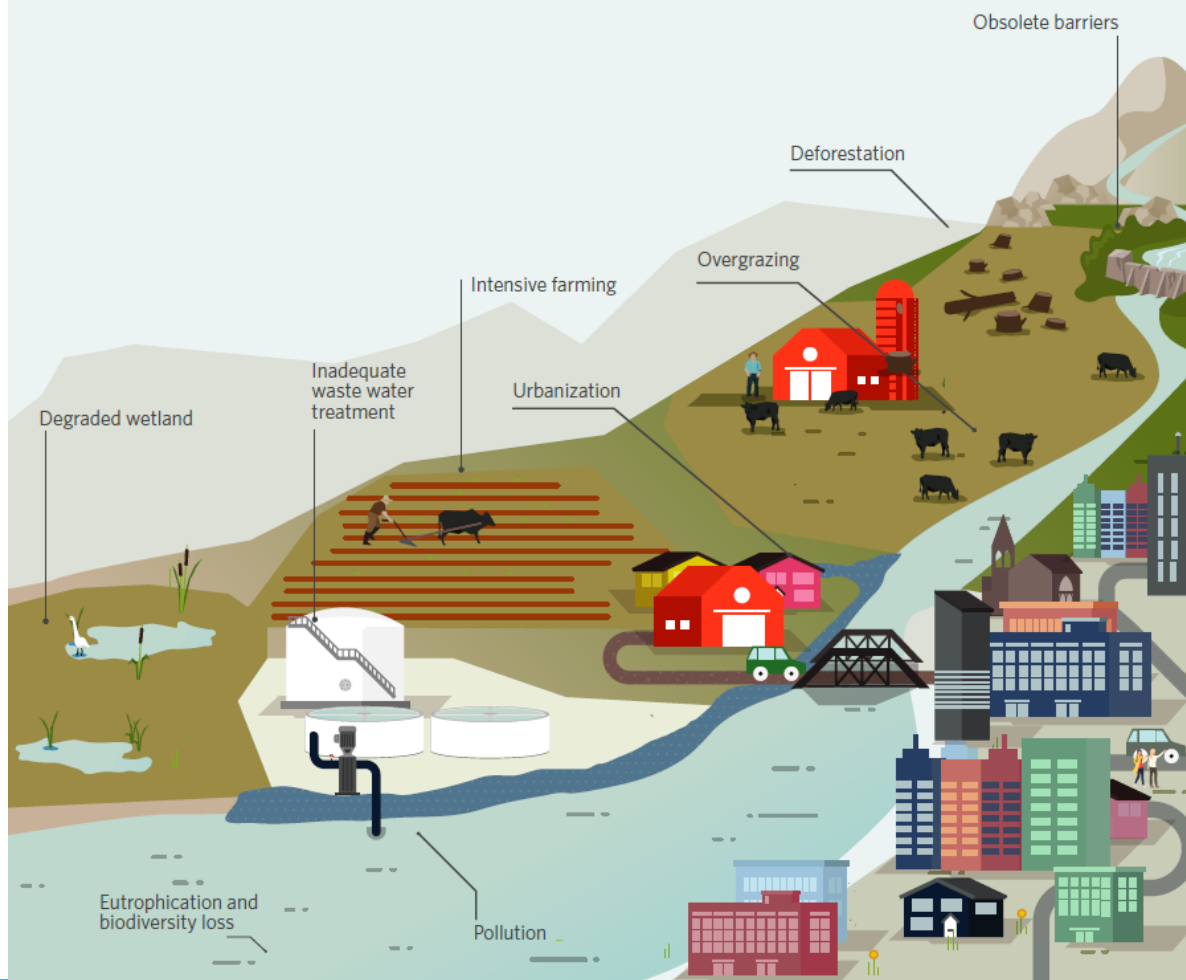 Obsolete barriers
Deforestation
Overgrazing
Intensive farming
Inadequate
waste water
treatment
Urbanization
Degraded wetland
Eutrophication and
biodiversity loss
Pollution